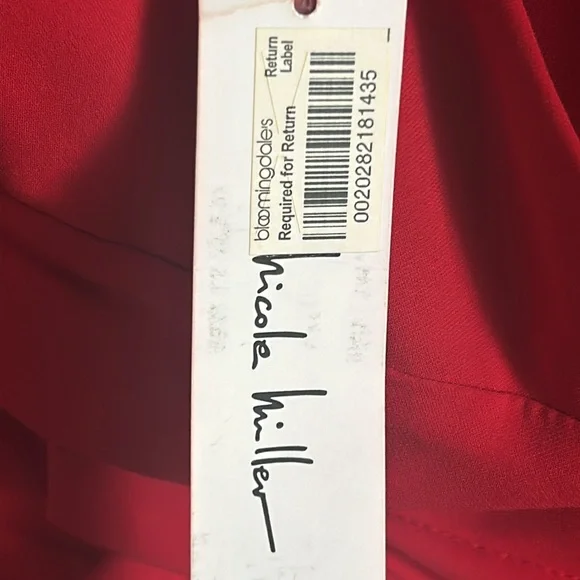 bloomingdale's
Return
Label
Required for Return
0020282181435
Nicole Miller